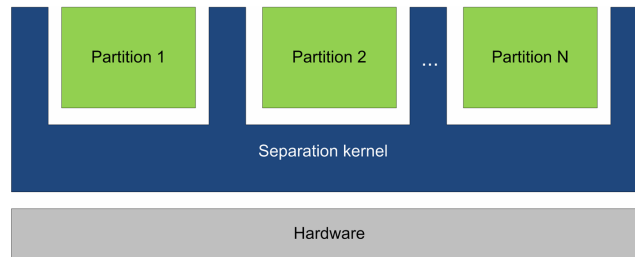 Partition 1
Partition 2
...
Partition N
Separation kernel
Hardware